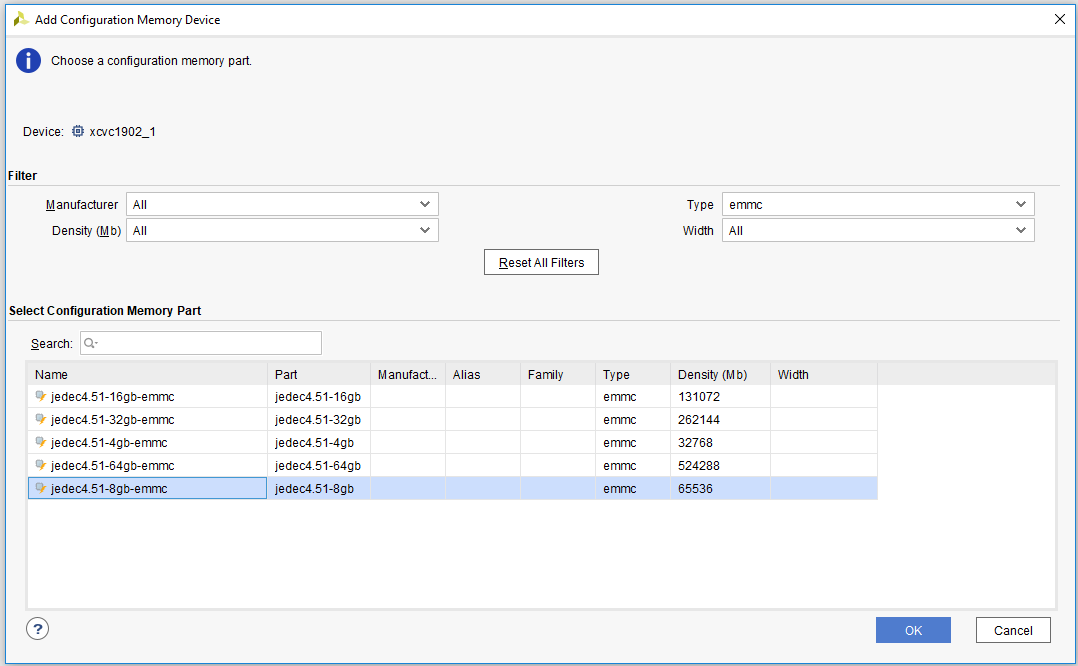 Add Configuration Memory Device
Choose a configuration memory part.
Device: xcvc1902_1
Filter
Manufacturer All Type emmc
Density (Mb) All Width All
Reset All Filters
Select Configuration Memory Part
Search:
Name Part Manufact... Alias Family Type Density (Mb) Width
jedec4.51-16gb-emmc jedec4.51-16gb emmc 131072
jedec4.51-32gb-emmc jedec4.51-32gb emmc 262144
jedec4.51-4gb-emmc jedec4.51-4gb emmc 32768
jedec4.51-64gb-emmc jedec4.51-64gb emmc 524288
jedec4.51-8gb-emmc jedec4.51-8gb emmc 65536
? OK Cancel